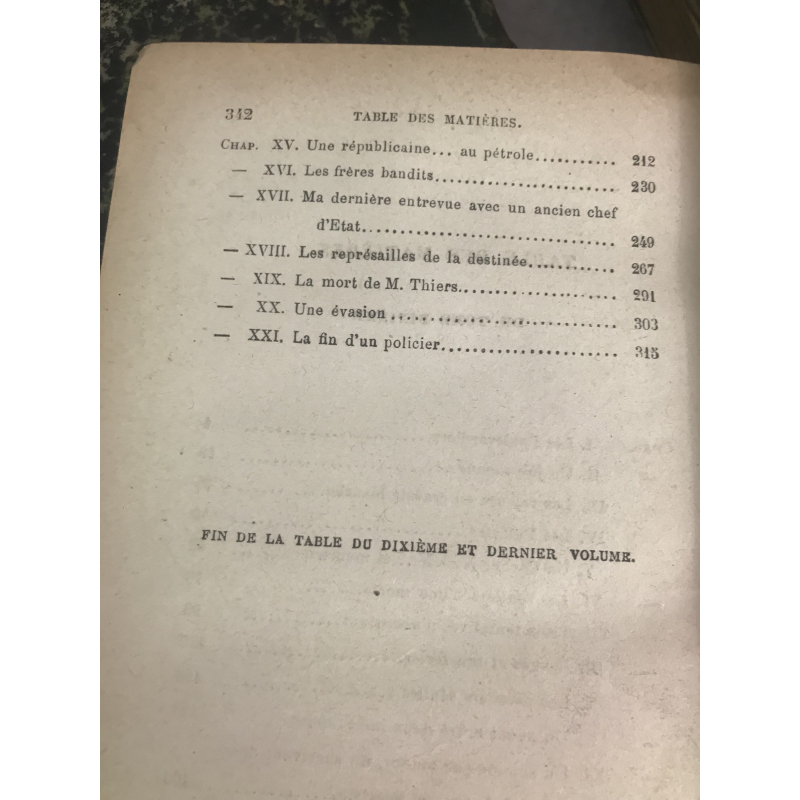 342 TABLE DES MATIÈRES.
CHAP. XV. Une républicaine... au pétrole........... 212
— XVI. Les frères bandits........................ 230
— XVII. Ma dernière entrevue avec un ancien chef
d'Etat.................................. 249
— XVIII. Les représailles de la destinée............ 267
— XIX. La mort de M. Thiers..................... 291
— XX. Une évasion .............................. 303
— XXI. La fin d'un policier....................... 315
FIN DE LA TABLE DU DIXIÈME ET DERNIER VOLUME.